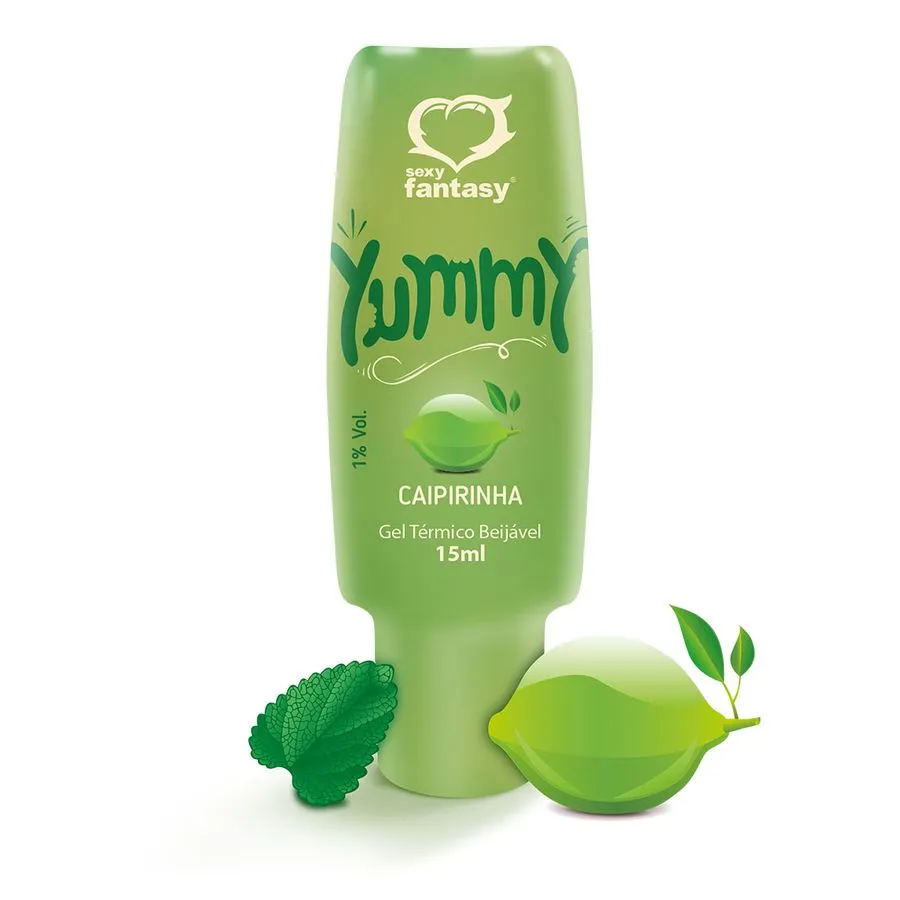 sexy
fantasy®
Yummy
1% Vol.
CAIPIRINHA
Gel Térmico Beijável
15ml